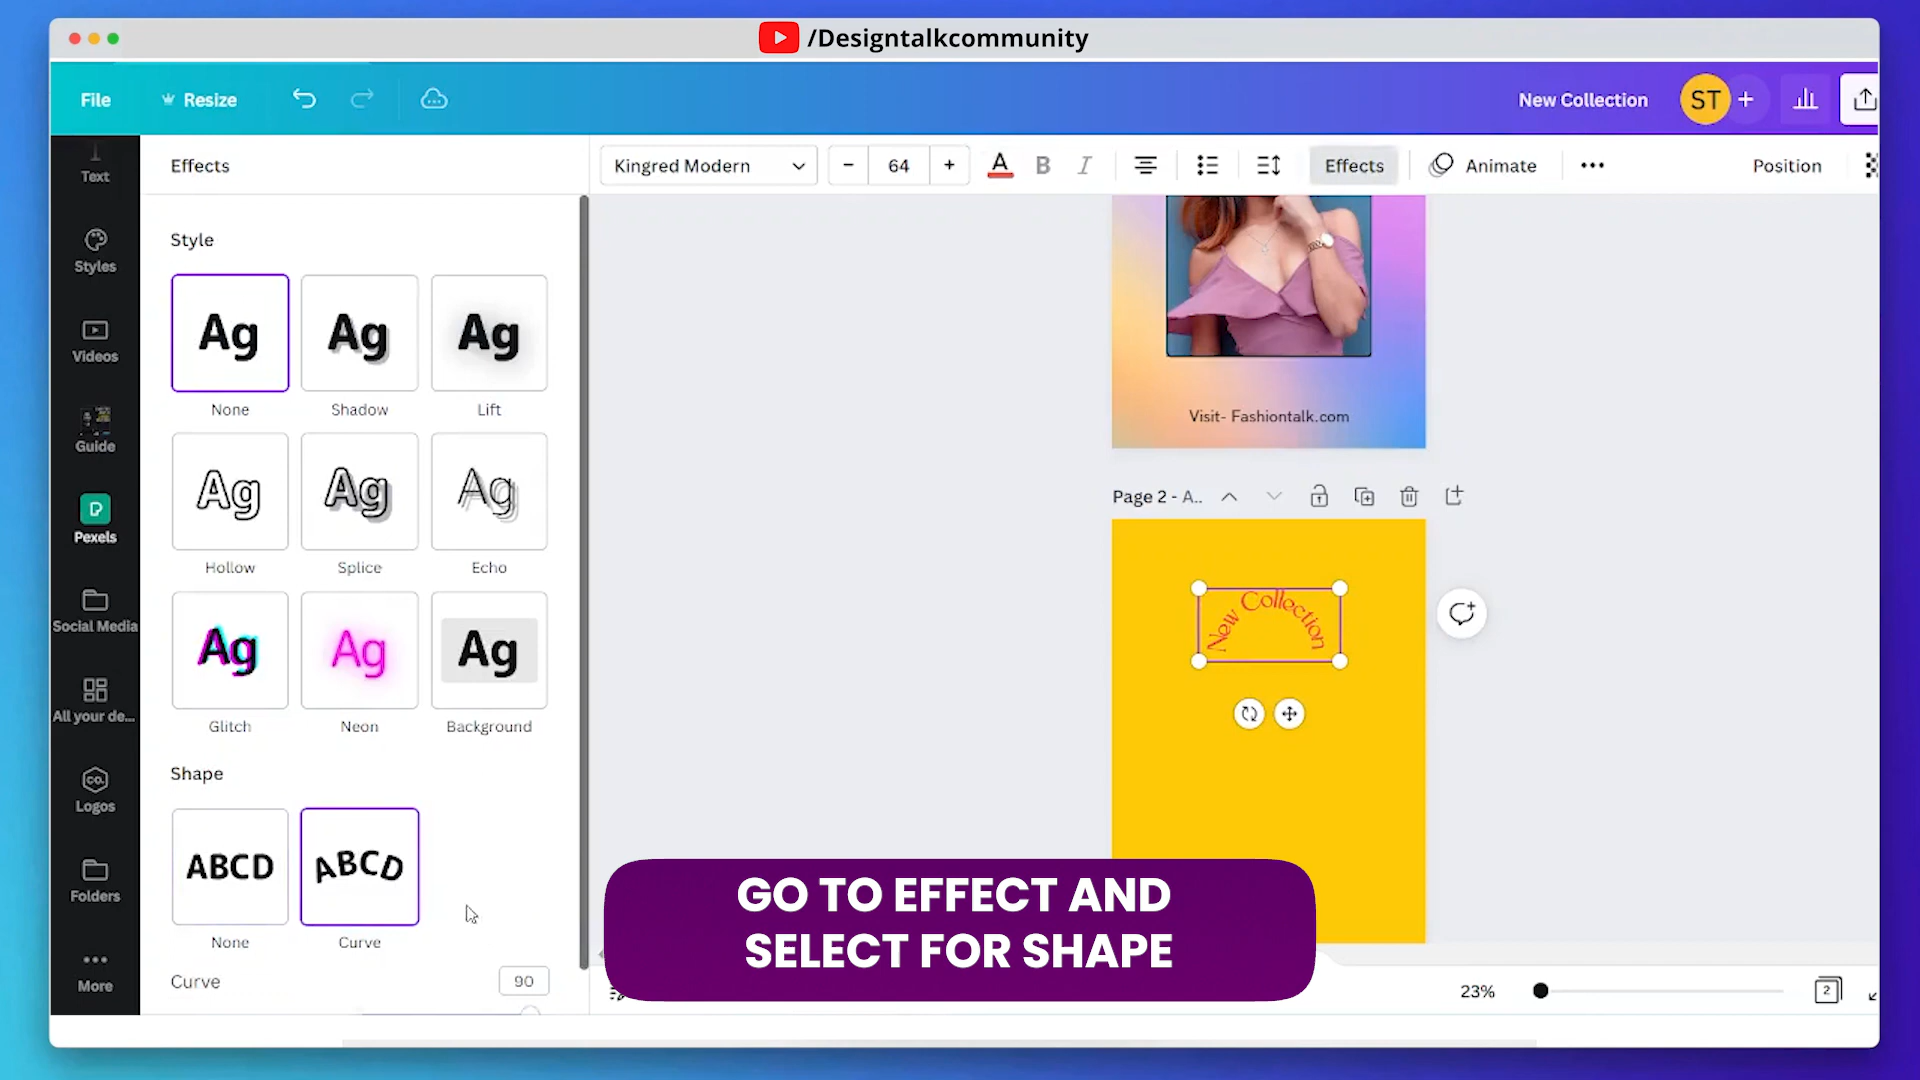 /Designtalkcommunity
File
Resize
New Collection
ST
+
Text
Styles
Videos
Guide
Pexels
Social Media
All your de...
Logos
Folders
More
Effects
Style
Ag
Ag
Ag
None
Shadow
Lift
Ag
Ag
Ag
Hollow
Splice
Echo
Ag
Ag
Ag
Glitch
Neon
Background
Shape
ABCD
ABCD
None
Curve
Curve
90
Kingred Modern
−
64
+
A
B
I
Effects
Animate
Position
Visit- Fashiontalk.com
Page 2 - A..
New Collection
GO TO EFFECT AND
SELECT FOR SHAPE
23%
2